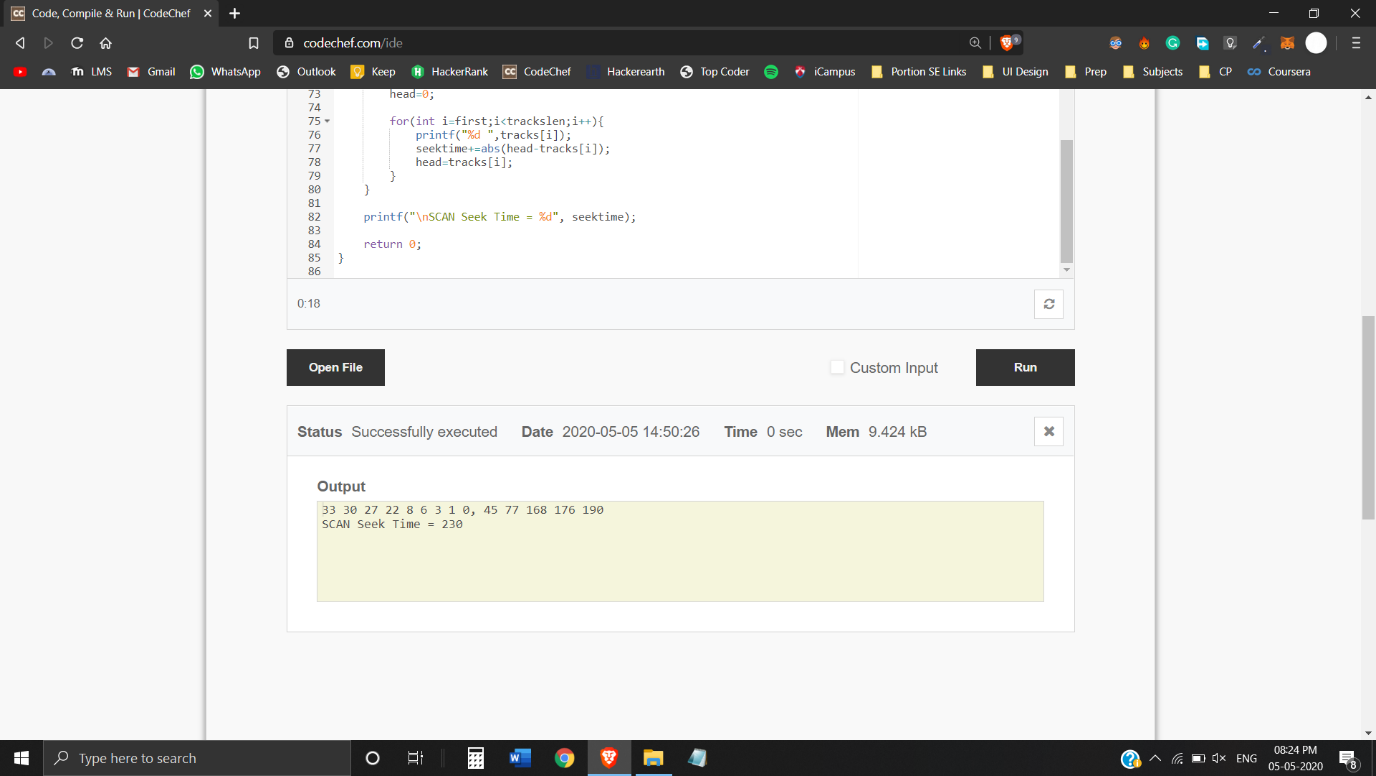 CC Code, Compile & Run | CodeChef
codechef.com/ide
9
LMS Gmail WhatsApp Outlook Keep HackerRank CodeChef Hackerearth Top Coder iCampus Portion SE Links UI Design Prep Subjects CP Coursera
73 head=0;
74
75 for(int i=first;i<trackslen;i++){
76 printf("%d ",tracks[i]);
77 seektime+=abs(head-tracks[i]);
78 head=tracks[i];
79 }
80 }
81
82 printf("\nSCAN Seek Time = %d", seektime);
83
84 return 0;
85 }
86
0:18
Open File Custom Input Run
Status Successfully executed Date 2020-05-05 14:50:26 Time 0 sec Mem 9.424 kB
Output
33 30 27 22 8 6 3 1 0, 45 77 168 176 190
SCAN Seek Time = 230
Type here to search
ENG
08:24 PM
05-05-2020
8